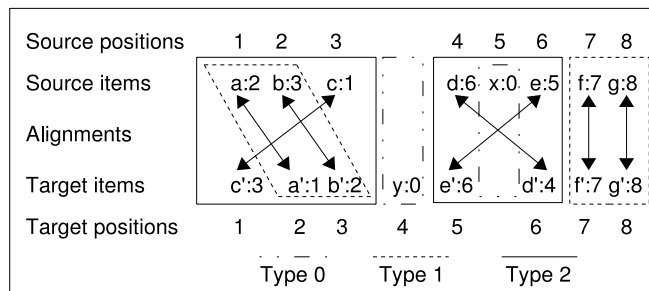 Source positions 1 2 3 4 5 6 7 8
Source items a:2 b:3 c:1 d:6 x:0 e:5 f:7 g:8
Alignments
Target items c':3 a':1 b':2 y:0 e':6 d':4 f':7 g':8
Target positions 1 2 3 4 5 6 7 8
Type 0 Type 1 Type 2